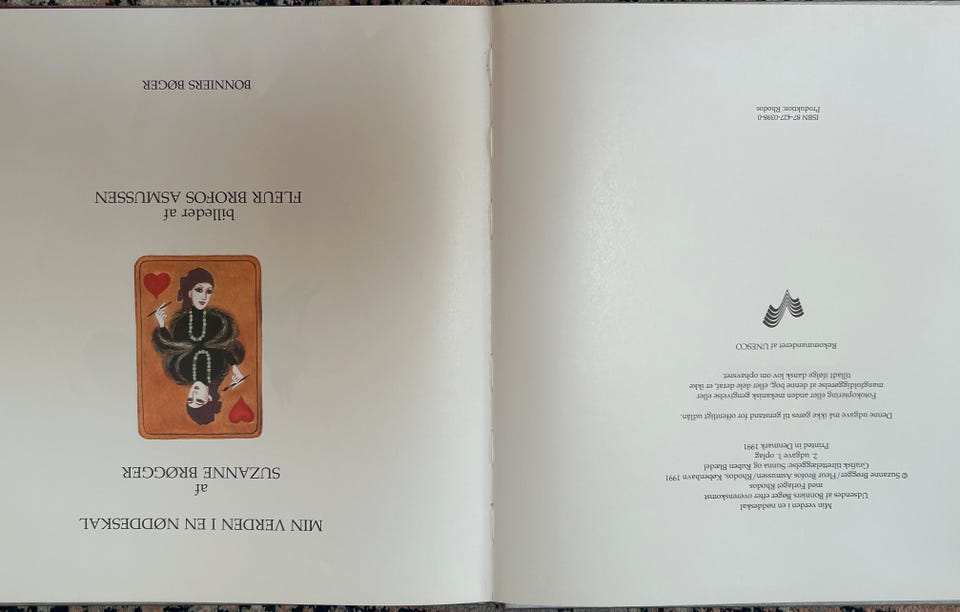 Min verden i en nøddeskal
Udsendes af Bonniers Bøger efter overenskomst
med Forlaget Rhodos
© Suzanne Brøgger/Fleur Brofos Asmussen/Rhodos, København 1991
Grafisk tilrettelæggelse: Sunna og Ruben Blædel
2. udgave 1. oplag
Printed in Denmark 1991
Denne udgave må ikke gøres til genstand for offentligt udlån.
Fotokopiering eller anden mekanisk gengivelse eller
mangfoldiggørelse af denne bog, eller dele deraf, er ikke
tilladt ifølge dansk lov om ophavsret.
Rekommanderet af UNESCO
ISBN 87-427-0398-0
Produktion: Rhodos
MIN VERDEN I EN NØDDESKAL
af
SUZANNE BRØGGER
billeder af
FLEUR BROFOS ASMUSSEN
BONNIERS BØGER